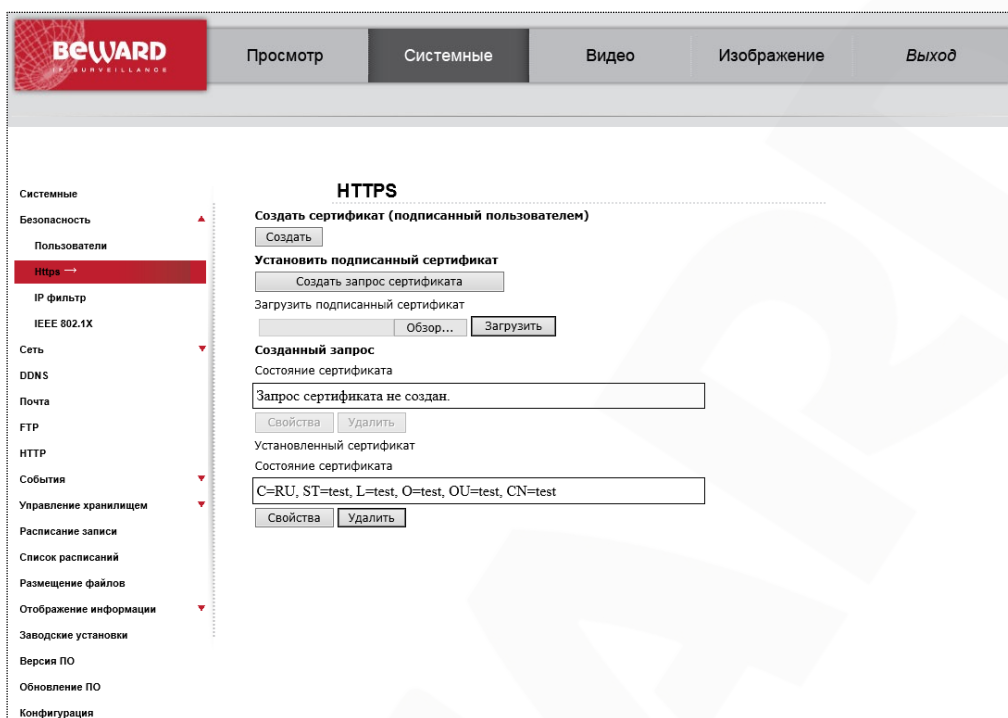 BEWARD
IP SURVEILLANCE
Просмотр
Системные
Видео
Изображение
Выход
Системные
Безопасность
Пользователи
Https →
IP фильтр
IEEE 802.1X
Сеть
DDNS
Почта
FTP
HTTP
События
Управление хранилищем
Расписание записи
Список расписаний
Размещение файлов
Отображение информации
Заводские установки
Версия ПО
Обновление ПО
Конфигурация
HTTPS
Создать сертификат (подписанный пользователем)
Создать
Установить подписанный сертификат
Создать запрос сертификата
Загрузить подписанный сертификат
Обзор... Загрузить
Созданный запрос
Состояние сертификата
Запрос сертификата не создан.
Свойства Удалить
Установленный сертификат
Состояние сертификата
C=RU, ST=test, L=test, O=test, OU=test, CN=test
Свойства Удалить